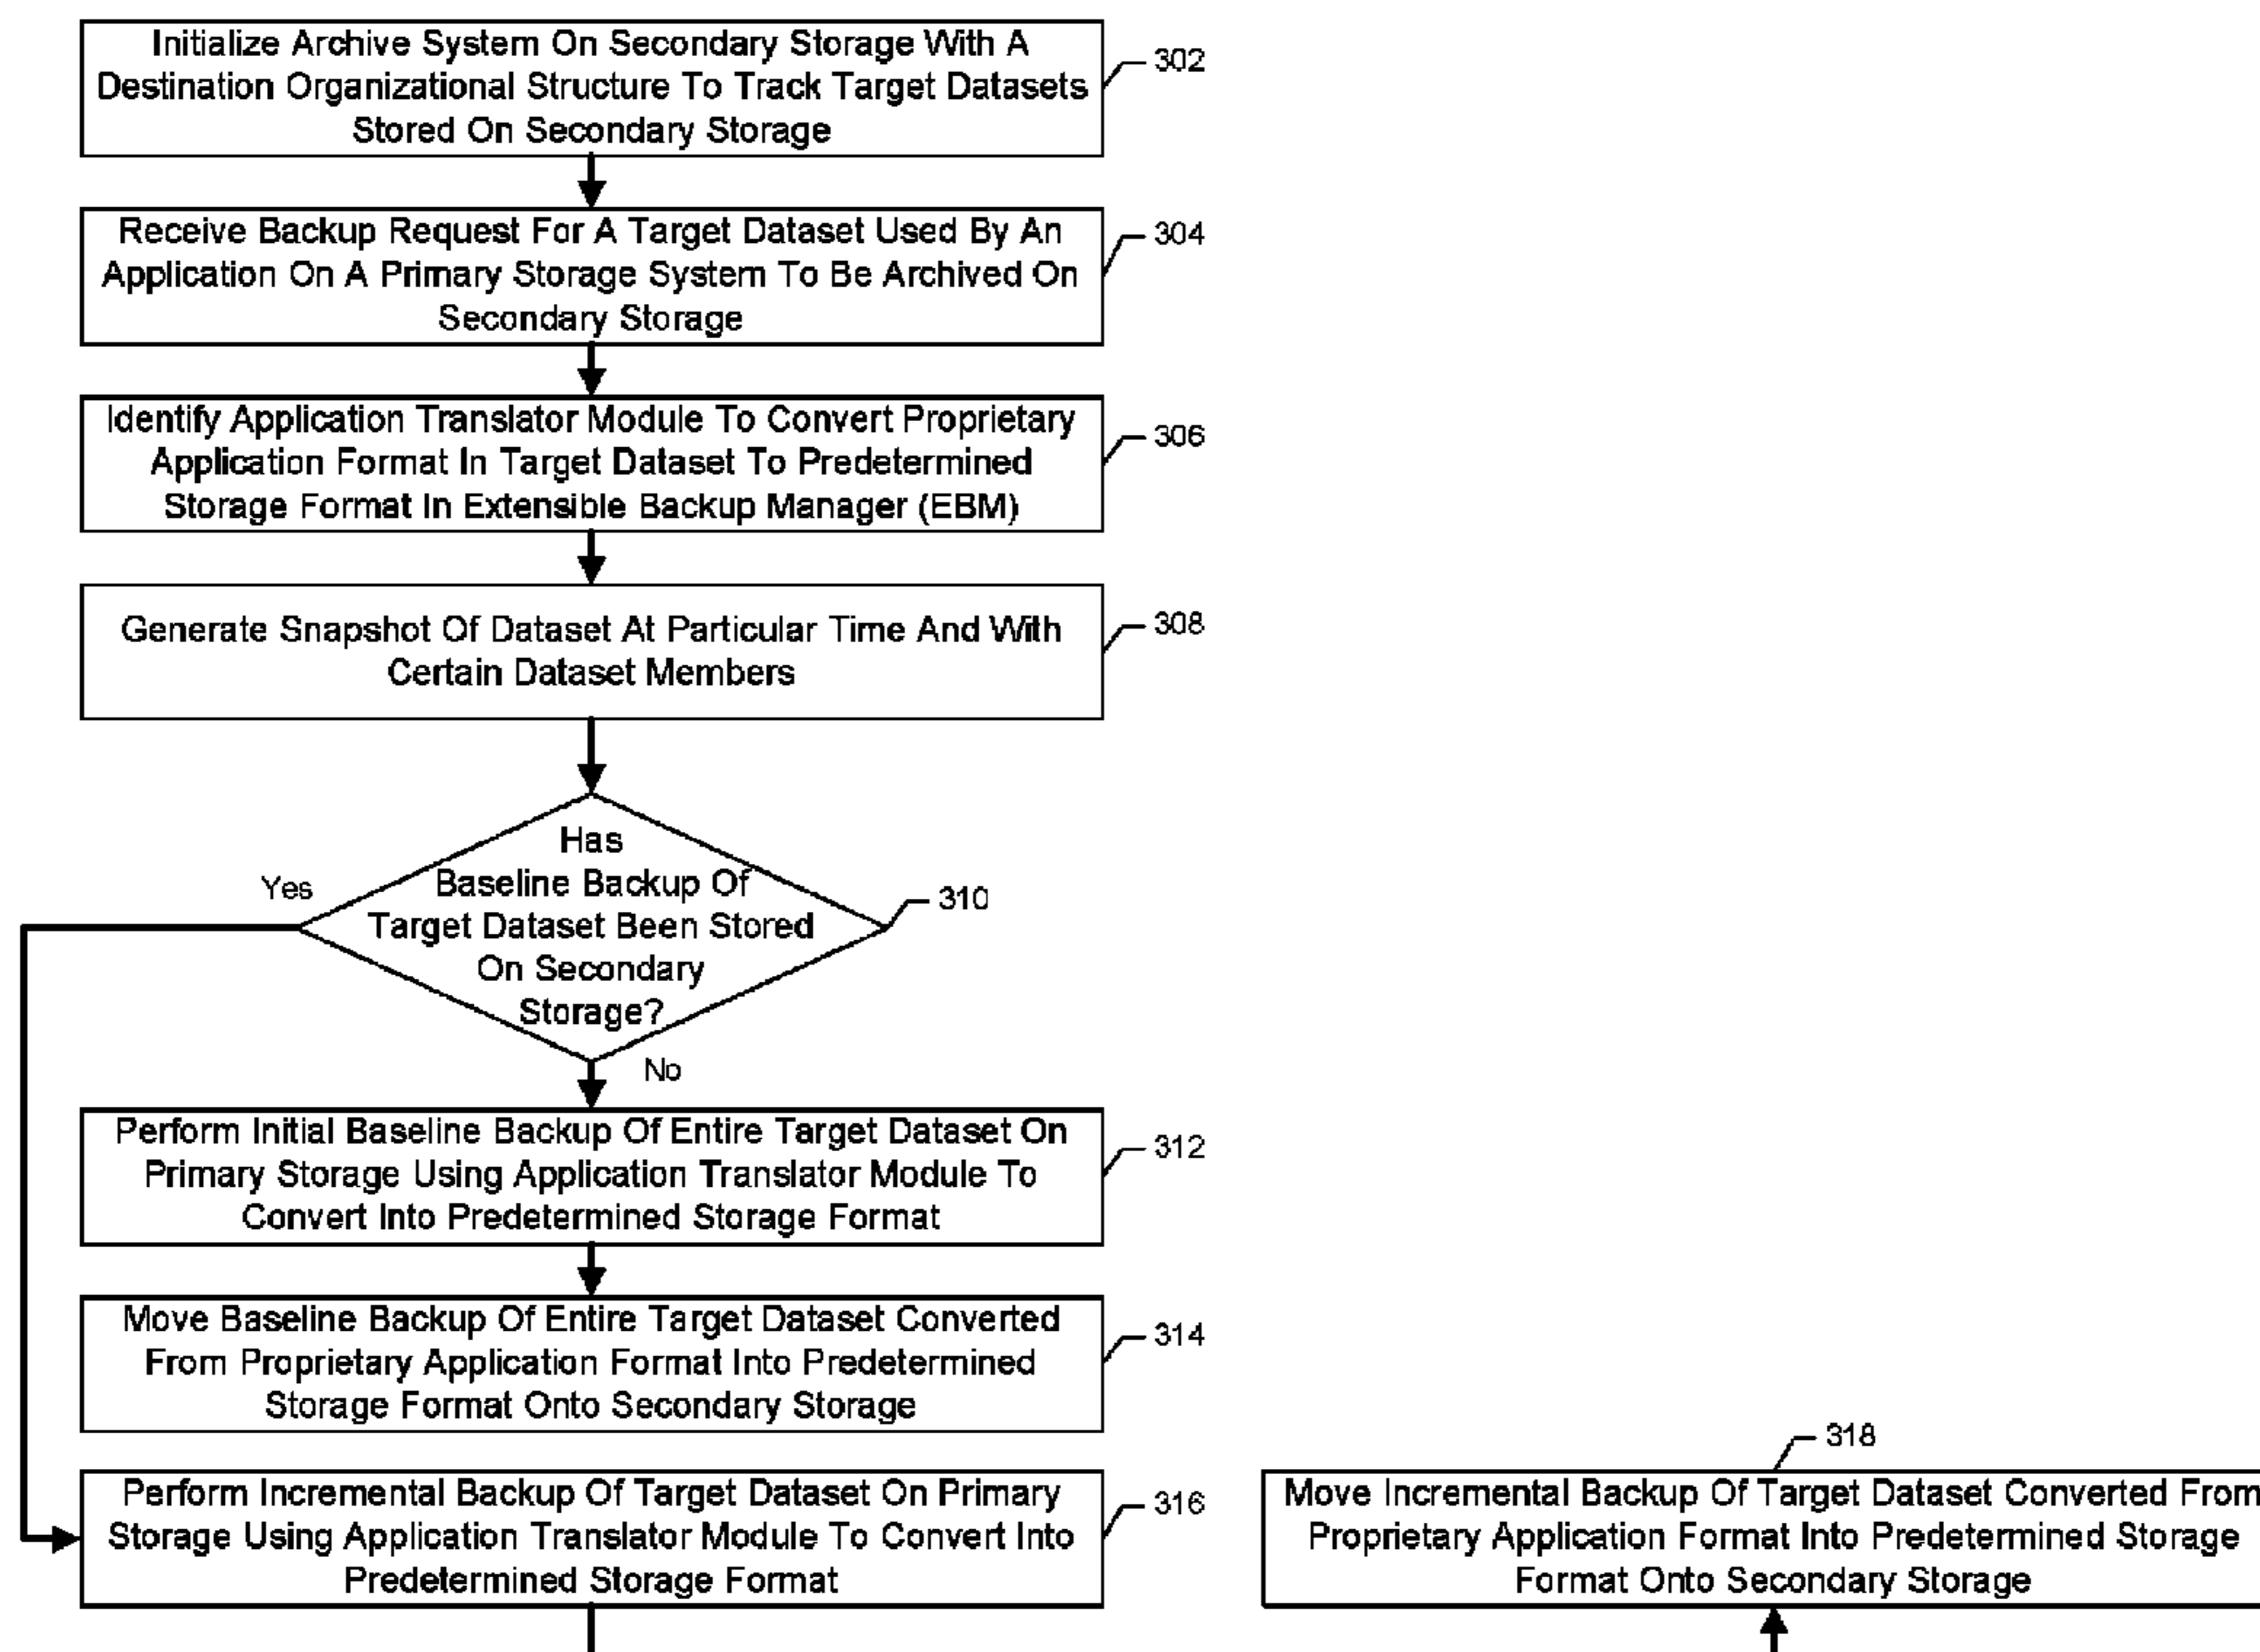 Initialize Archive System On Secondary Storage With A
Destination Organizational Structure To Track Target Datasets
Stored On Secondary Storage
302
Receive Backup Request For A Target Dataset Used By An
Application On A Primary Storage System To Be Archived On
Secondary Storage
304
Identify Application Translator Module To Convert Proprietary
Application Format In Target Dataset To Predetermined
Storage Format In Extensible Backup Manager (EBM)
306
Generate Snapshot Of Dataset At Particular Time And With
Certain Dataset Members
308
Has
Baseline Backup Of
Target Dataset Been Stored
On Secondary
Storage?
310
Yes
No
Perform Initial Baseline Backup Of Entire Target Dataset On
Primary Storage Using Application Translator Module To
Convert Into Predetermined Storage Format
312
Move Baseline Backup Of Entire Target Dataset Converted
From Proprietary Application Format Into Predetermined
Storage Format Onto Secondary Storage
314
Perform Incremental Backup Of Target Dataset On Primary
Storage Using Application Translator Module To Convert Into
Predetermined Storage Format
316
318
Move Incremental Backup Of Target Dataset Converted From
Proprietary Application Format Into Predetermined Storage
Format Onto Secondary Storage